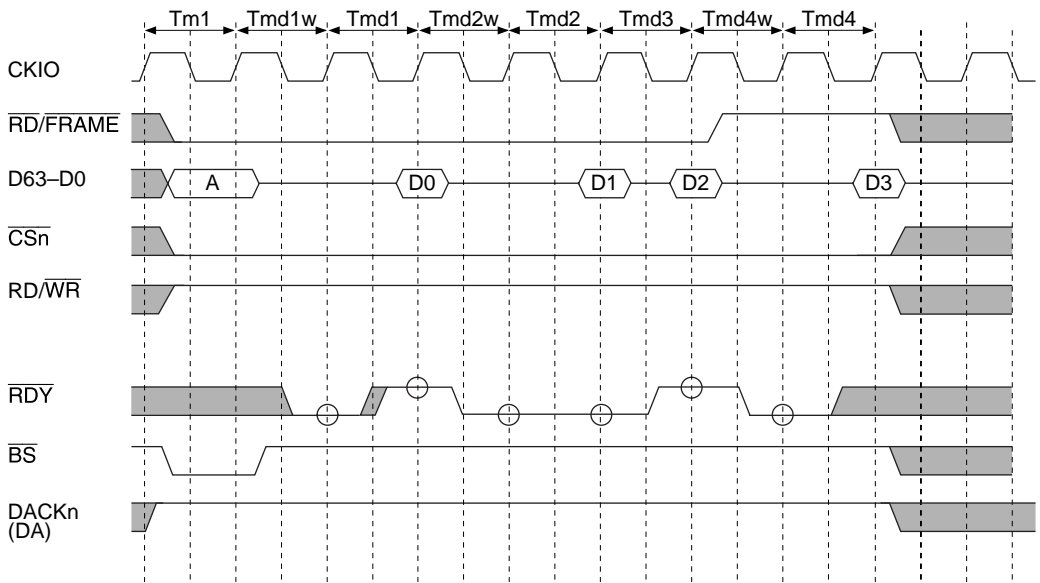 Tm1 Tmd1w Tmd1 Tmd2w Tmd2 Tmd3 Tmd4w Tmd4
CKIO
RD/FRAME
D63–D0 A D0 D1 D2 D3
CSn
RD/WR
RDY
BS
DACKn
(DA)